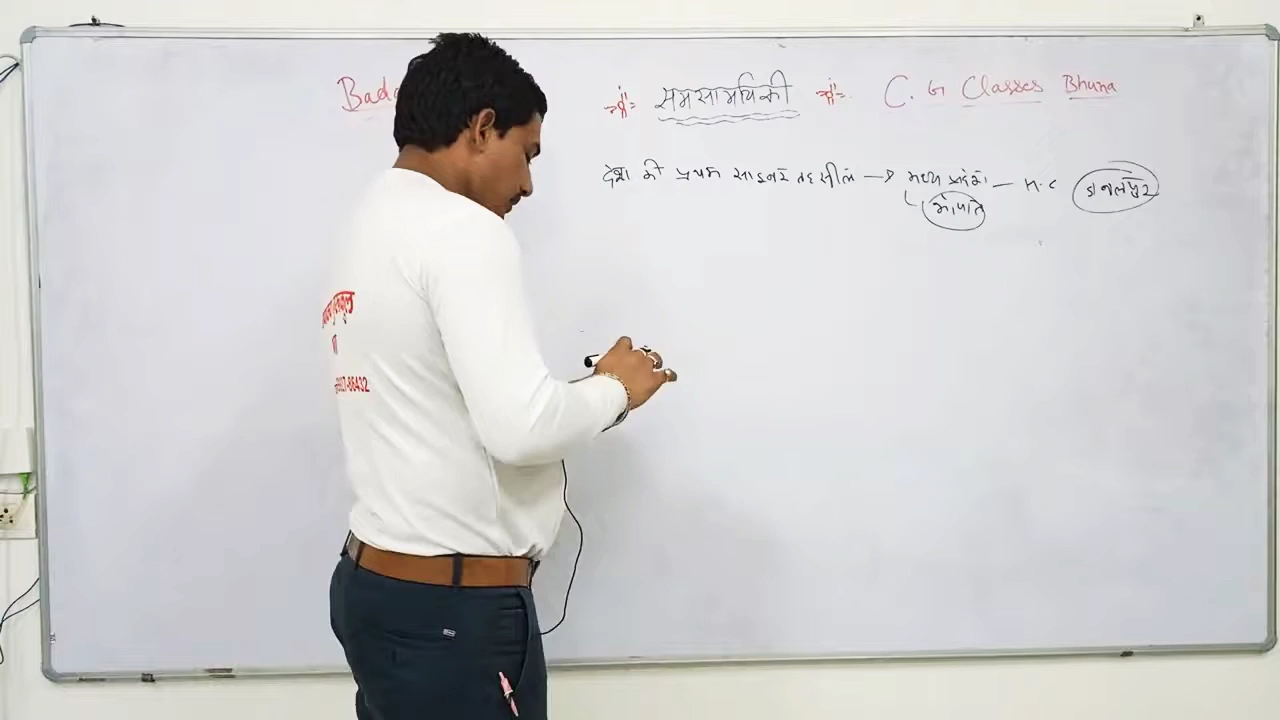 समसामयिकी C. G Classes Bhuna
देश की प्रथम साइबर तहसील → मध्य प्रदेश — H.C जबलपुर
भोपाल